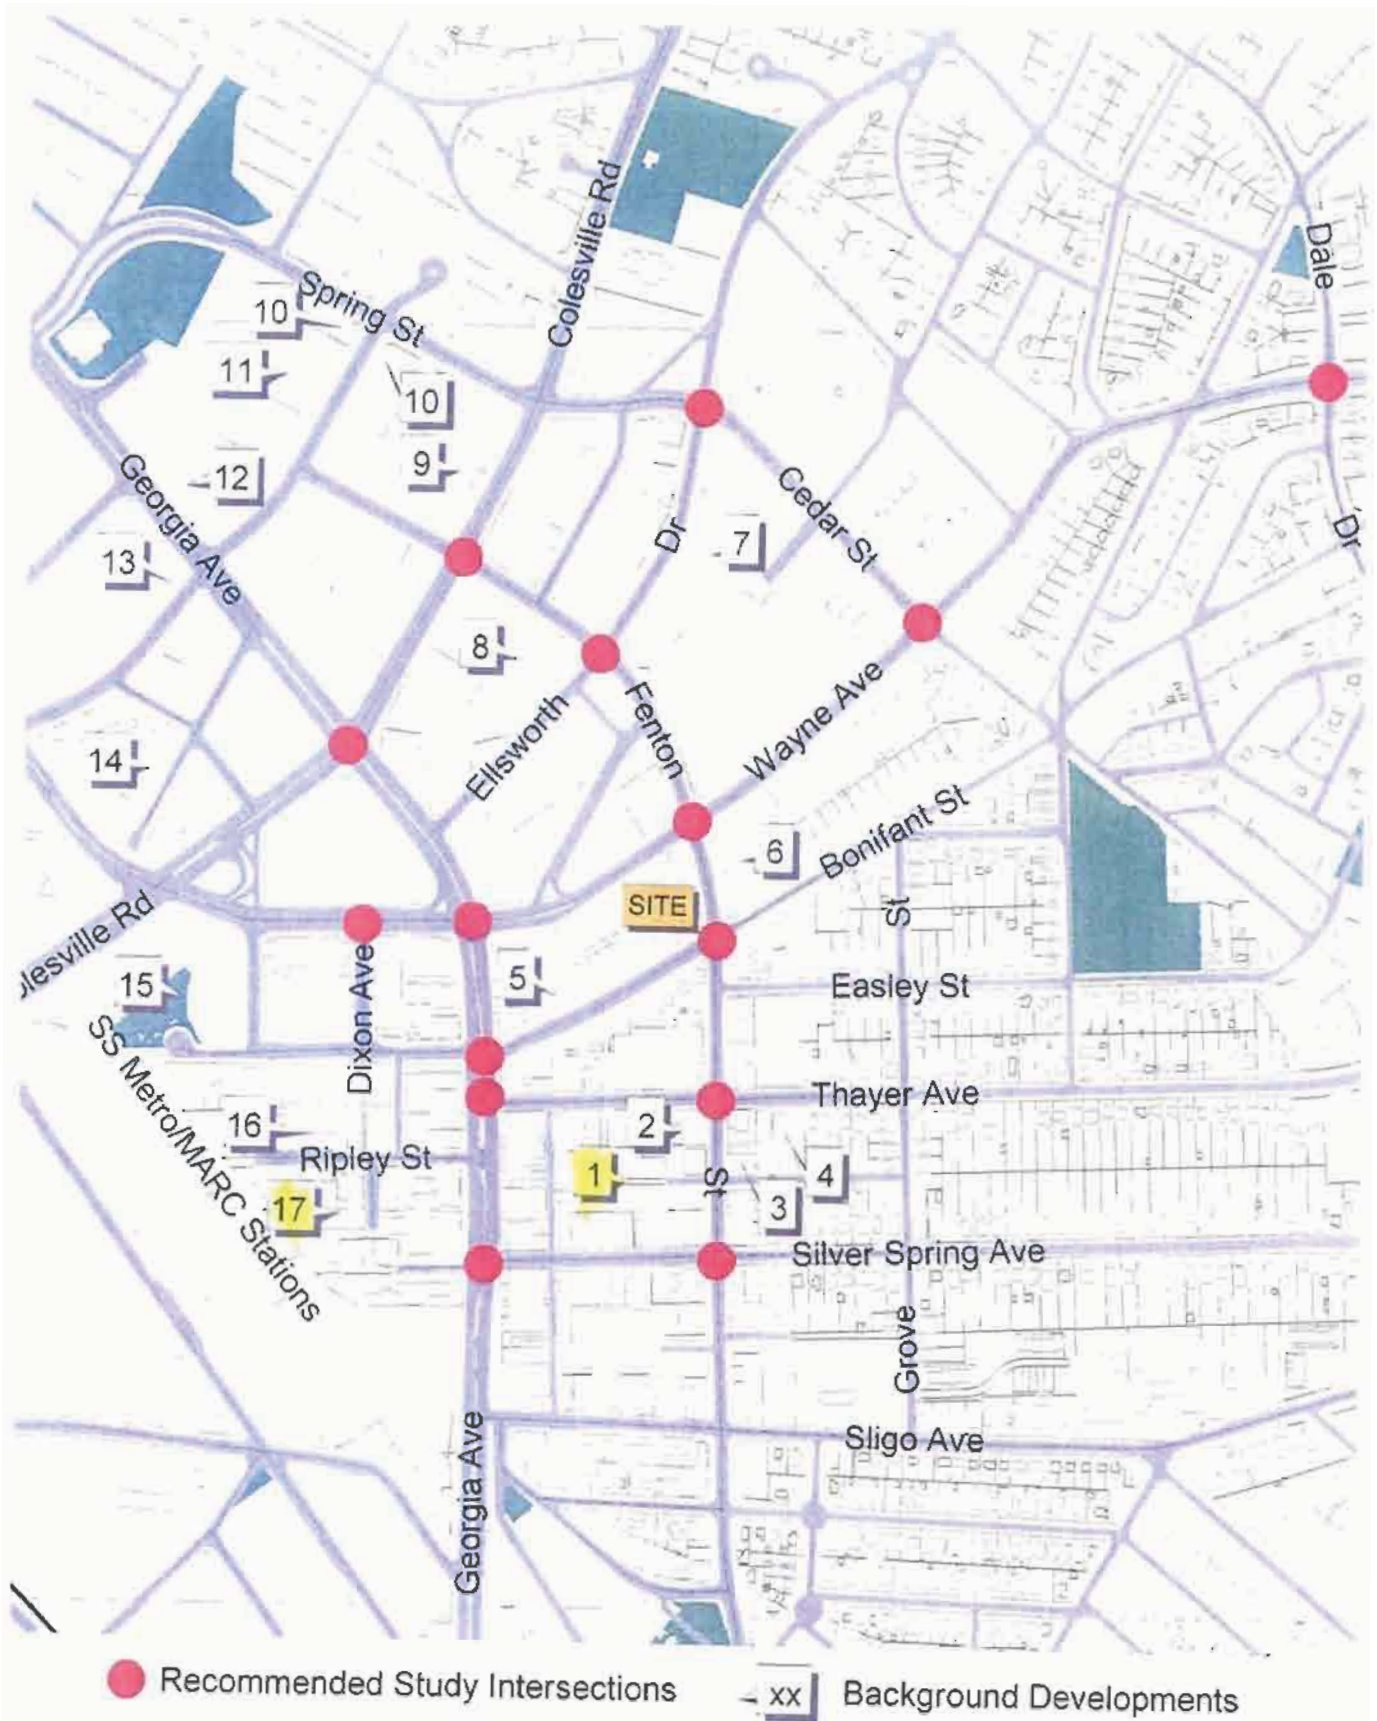 Colesville Rd
Dale
Spring St
10
11
10
9
12
Georgia Ave
Cedar St
Dr
7
Dr
13
8
Ellsworth
Fenton
Wayne Ave
14
6
Bonifant St
SITE
St
olesville Rd
15
Dixon Ave
5
Easley St
SS Metro/MARC Stations
Thayer Ave
16
2
Ripley St
1
St
4
17
3
Silver Spring Ave
Grove
Georgia Ave
Sligo Ave
Recommended Study Intersections
xx Background Developments